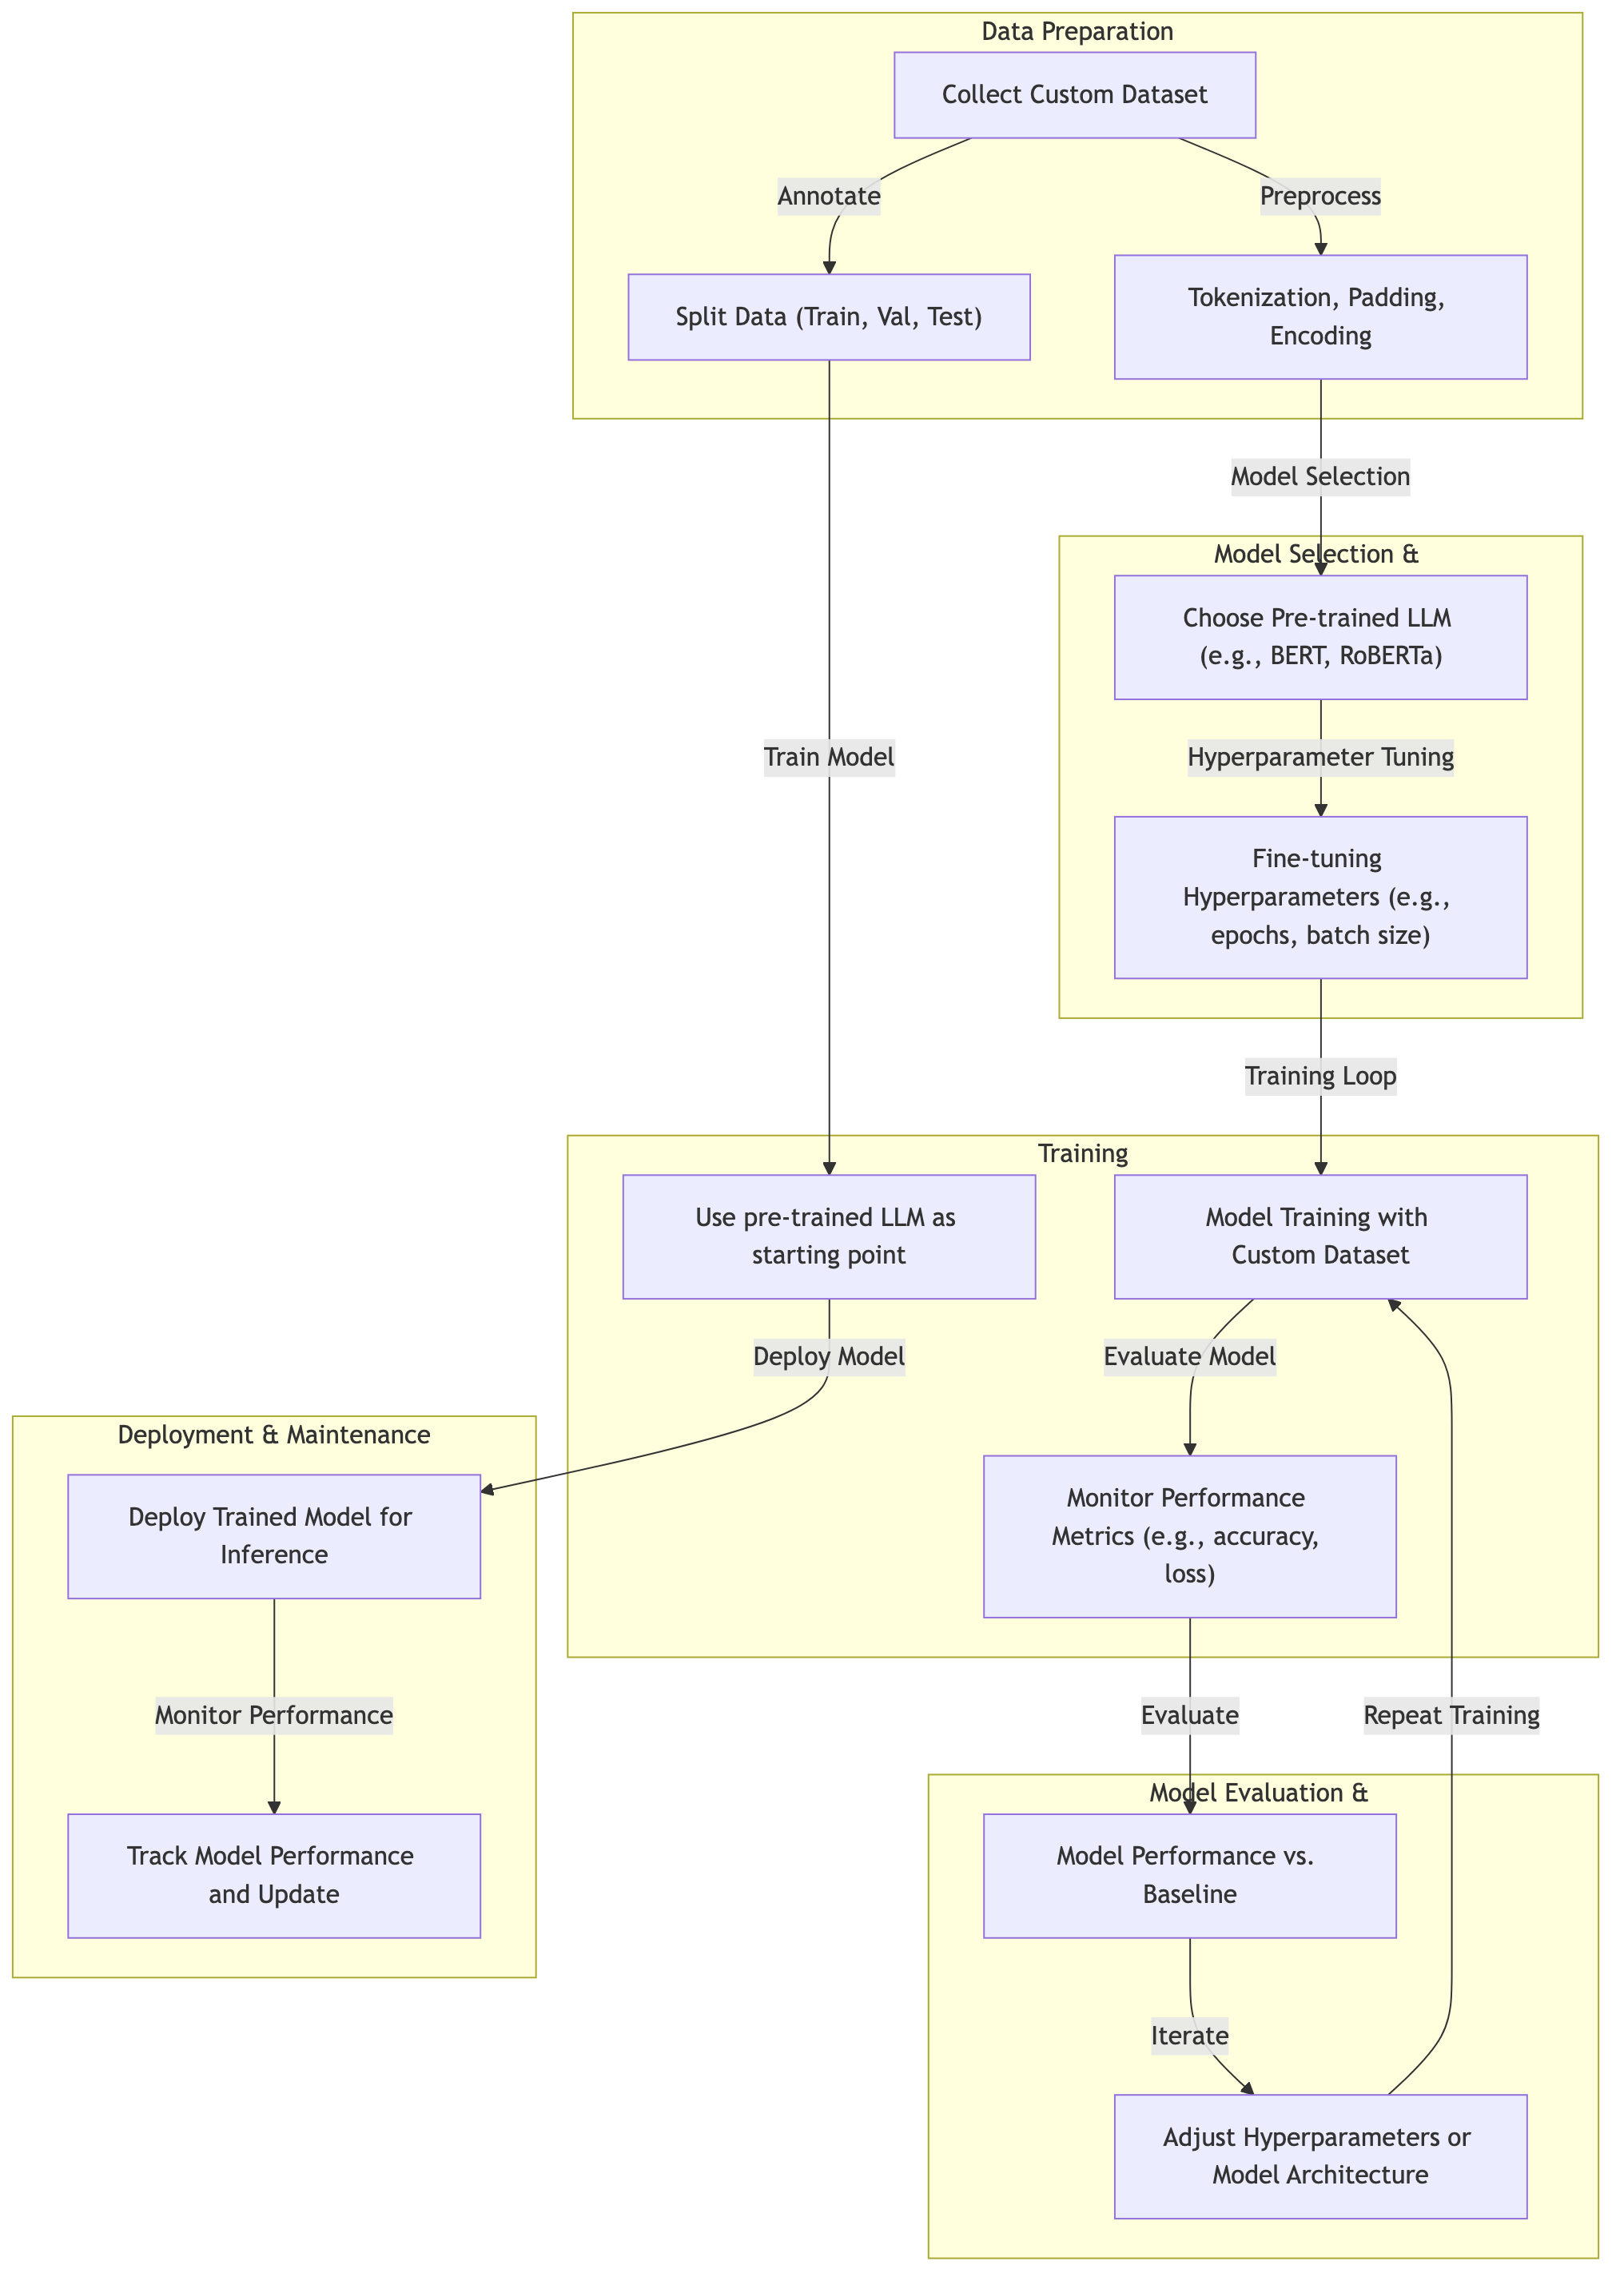 Data Preparation
Collect Custom Dataset
Annotate
Preprocess
Split Data (Train, Val, Test)
Tokenization, Padding,
Encoding
Model Selection
Model Selection &
Choose Pre-trained LLM
(e.g., BERT, RoBERTa)
Train Model
Hyperparameter Tuning
Fine-tuning
Hyperparameters (e.g.,
epochs, batch size)
Training Loop
Training
Use pre-trained LLM as
starting point
Model Training with
Custom Dataset
Deploy Model
Evaluate Model
Deployment & Maintenance
Deploy Trained Model for
Inference
Monitor Performance
Metrics (e.g., accuracy,
loss)
Monitor Performance
Evaluate
Repeat Training
Model Evaluation &
Track Model Performance
and Update
Model Performance vs.
Baseline
Iterate
Adjust Hyperparameters or
Model Architecture